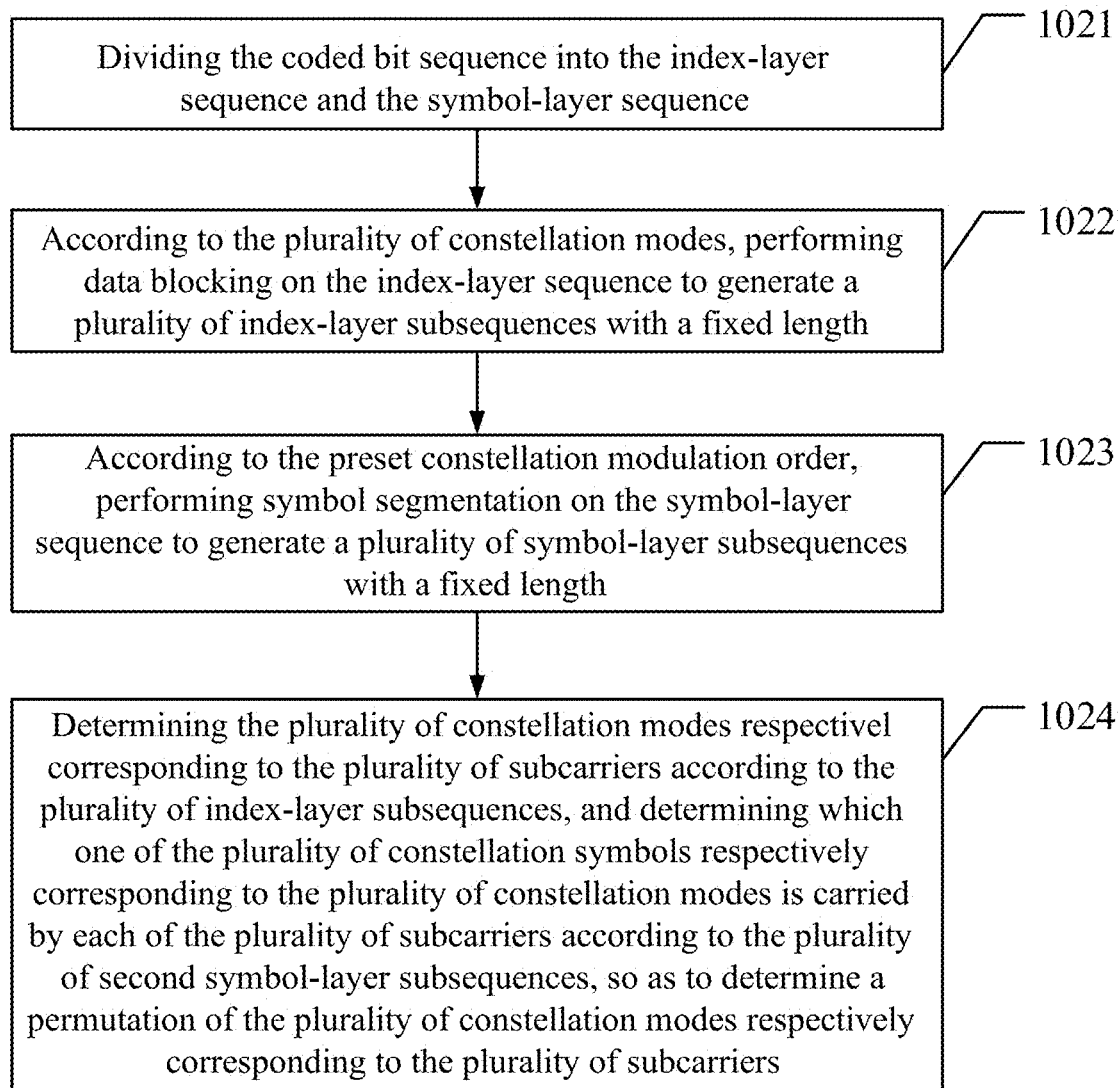 1021
Dividing the coded bit sequence into the index-layer
sequence and the symbol-layer sequence
1022
According to the plurality of constellation modes, performing
data blocking on the index-layer sequence to generate a
plurality of index-layer subsequences with a fixed length
1023
According to the preset constellation modulation order,
performing symbol segmentation on the symbol-layer
sequence to generate a plurality of symbol-layer subsequences
with a fixed length
1024
Determining the plurality of constellation modes respectivel
corresponding to the plurality of subcarriers according to the
plurality of index-layer subsequences, and determining which
one of the plurality of constellation symbols respectively
corresponding to the plurality of constellation modes is carried
by each of the plurality of subcarriers according to the plurality
of second symbol-layer subsequences, so as to determine a
permutation of the plurality of constellation modes respectively
corresponding to the plurality of subcarriers